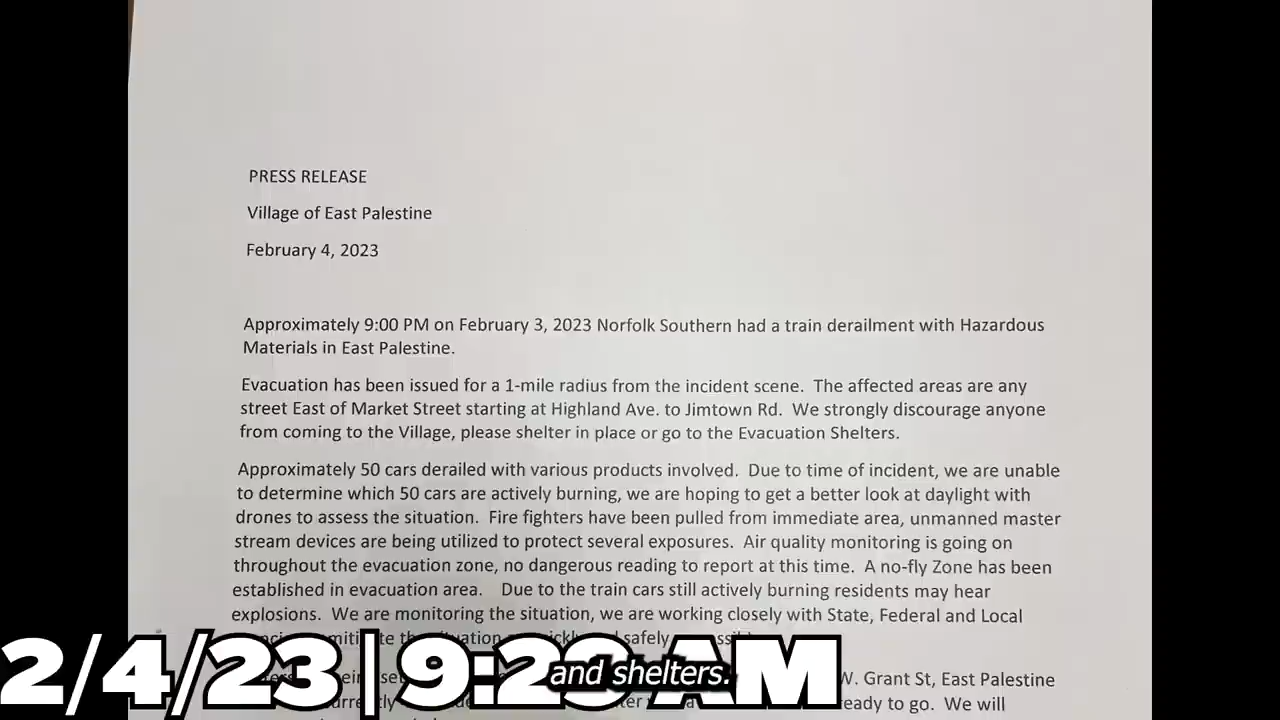 PRESS RELEASE
Village of East Palestine
February 4, 2023
Approximately 9:00 PM on February 3, 2023 Norfolk Southern had a train derailment with Hazardous
Materials in East Palestine.
Evacuation has been issued for a 1-mile radius from the incident scene.  The affected areas are any
street East of Market Street starting at Highland Ave. to Jimtown Rd.  We strongly discourage anyone
from coming to the Village, please shelter in place or go to the Evacuation Shelters.
Approximately 50 cars derailed with various products involved.  Due to time of incident, we are unable
to determine which 50 cars are actively burning, we are hoping to get a better look at daylight with
drones to assess the situation.  Fire fighters have been pulled from immediate area, unmanned master
stream devices are being utilized to protect several exposures.  Air quality monitoring is going on
throughout the evacuation zone, no dangerous reading to report at this time.  A no-fly Zone has been
established in evacuation area.    Due to the train cars still actively burning residents may hear
explosions.  We are monitoring the situation, we are working closely with State, Federal and Local
safely
W. Grant St, East Palestine
ready to go.  We will
2/4/23 | 9:23 AM
and shelters.